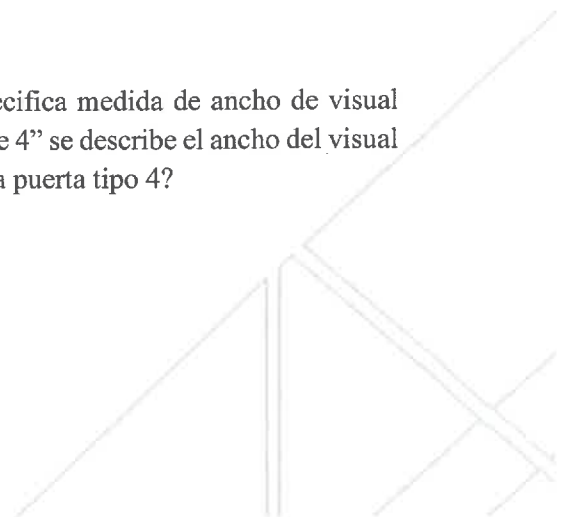 ecifica medida de ancho de visual
e 4” se describe el ancho del visual
a puerta tipo 4?